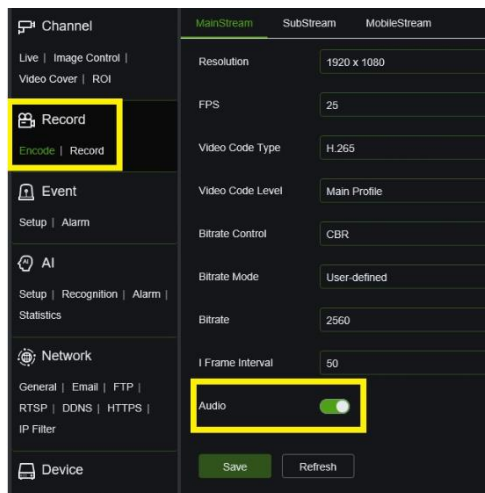 Channel
Live | Image Control |
Video Cover | ROI
Record
Encode | Record
Event
Setup | Alarm
AI
Setup | Recognition | Alarm |
Statistics
Network
General | Email | FTP |
RTSP | DDNS | HTTPS |
IP Filter
Device
MainStream SubStream MobileStream
Resolution 1920 x 1080
FPS 25
Video Code Type H.265
Video Code Level Main Profile
Bitrate Control CBR
Bitrate Mode User-defined
Bitrate 2560
I Frame Interval 50
Audio
Save Refresh